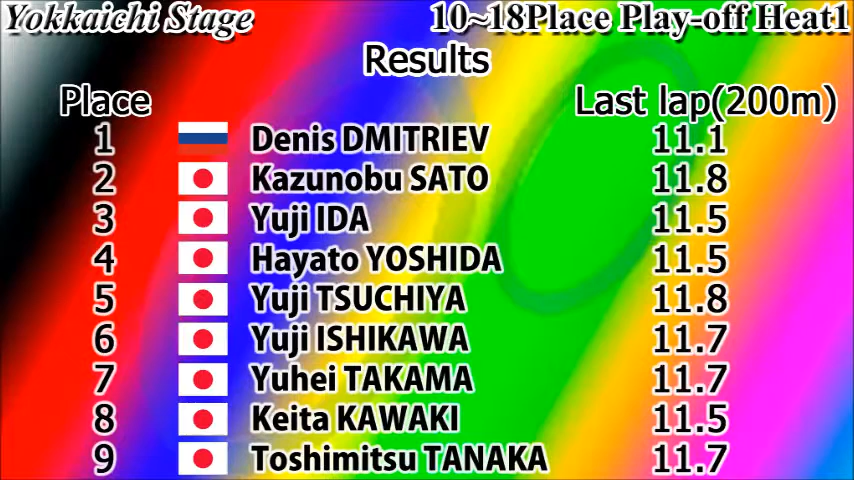 Yokkaichi Stage 10~18Place Play-off Heat1
Results
Place Last lap(200m)
1 Denis DMITRIEV 11.1
2 Kazunobu SATO 11.8
3 Yuji IDA 11.5
4 Hayato YOSHIDA 11.5
5 Yuji TSUCHIYA 11.8
6 Yuji ISHIKAWA 11.7
7 Yuhei TAKAMA 11.7
8 Keita KAWAKI 11.5
9 Toshimitsu TANAKA 11.7